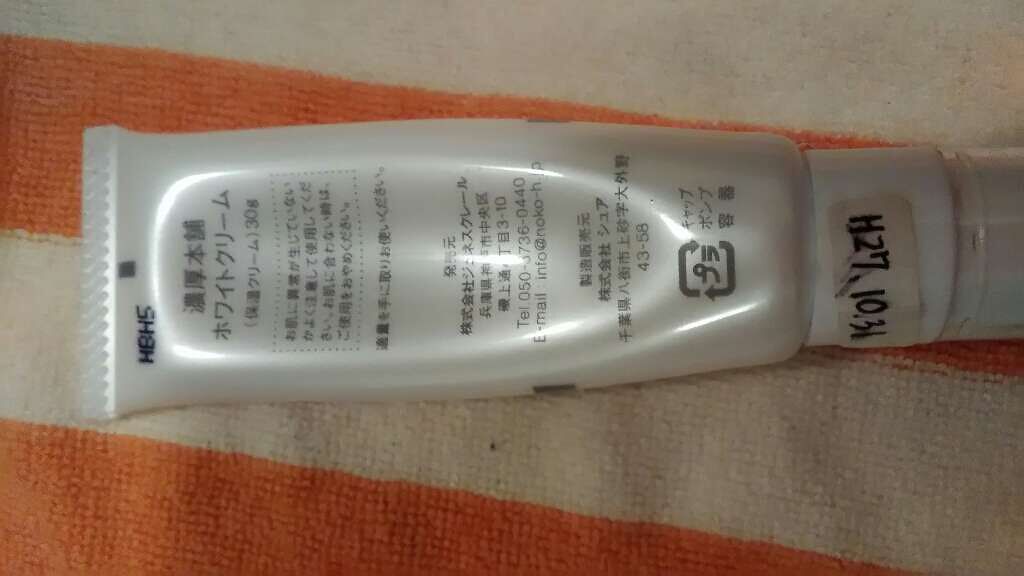 濃厚本舗
ホワイトクリーム
(保湿クリーム)30g
お肌に異常が生じていない
かよく注意して使用してくだ
さい。お肌に合わない時は、
ご使用をおやめください。
適量を手に取りお使いください。
発売元
株式会社ジェネスグレール
兵庫県神戸市中央区
磯上通4丁目3-10
Tel.050-5736-0440
E-mail:info@noko-h.jp
製造販売元
株式会社 シュア
千葉県八街市上砂字大外野
43-58
プラ
キャップ
ポンプ
容器
H8H5
H27.10.31